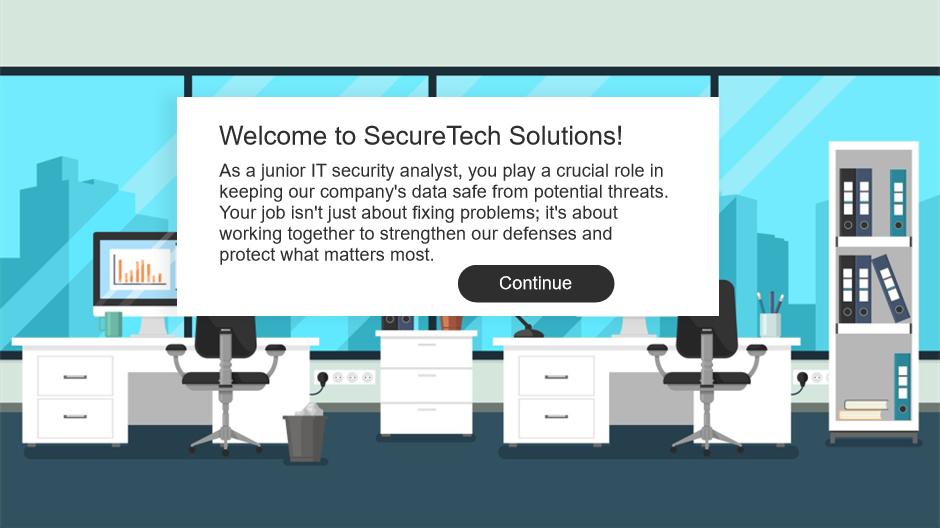 Welcome to SecureTech Solutions!
As a junior IT security analyst, you play a crucial role in
keeping our company's data safe from potential threats.
Your job isn't just about fixing problems; it's about
working together to strengthen our defenses and
protect what matters most.
Continue